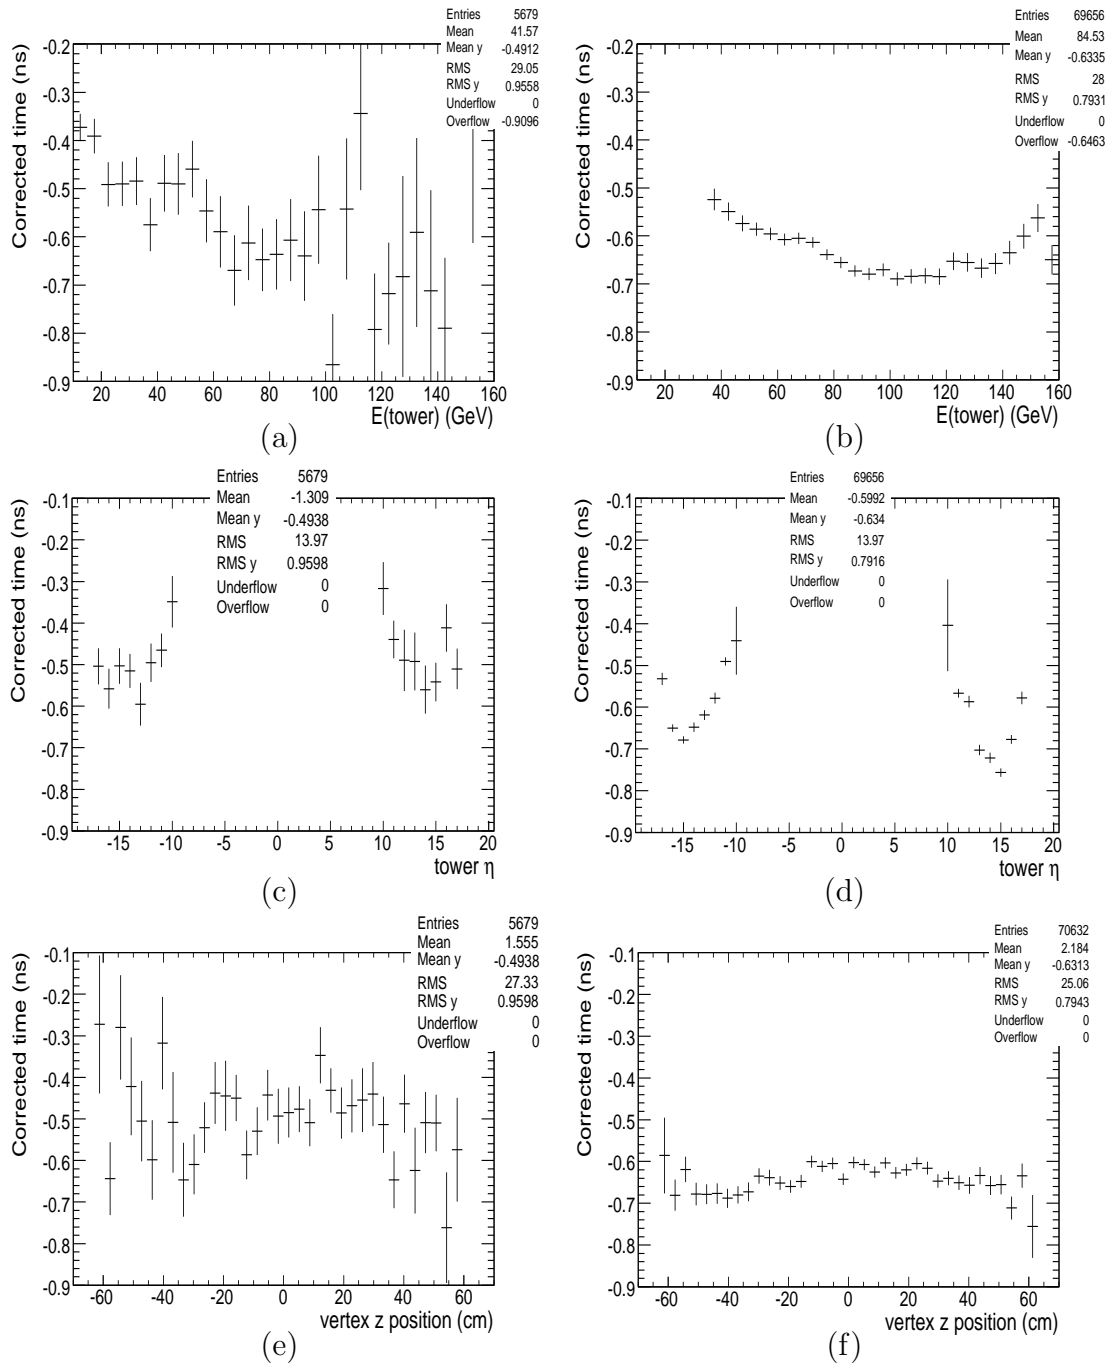 Entries 5679
Mean 41.57
Mean y -0.4912
RMS 29.05
RMS y 0.9558
Underflow 0
Overflow -0.9096
Corrected time (ns)
-0.2
-0.3
-0.4
-0.5
-0.6
-0.7
-0.8
-0.9
20 40 60 80 100 120 140 160
E(tower) (GeV)
(a)
Entries 69656
Mean 84.53
Mean y -0.6335
RMS 28
RMS y 0.7931
Underflow 0
Overflow -0.6463
Corrected time (ns)
-0.2
-0.3
-0.4
-0.5
-0.6
-0.7
-0.8
-0.9
20 40 60 80 100 120 140 160
E(tower) (GeV)
(b)
Entries 5679
Mean -1.309
Mean y -0.4938
RMS 13.97
RMS y 0.9598
Underflow 0
Overflow 0
Corrected time (ns)
-0.1
-0.2
-0.3
-0.4
-0.5
-0.6
-0.7
-0.8
-0.9
-15 -10 -5 0 5 10 15 20
tower η
(c)
Entries 69656
Mean -0.5992
Mean y -0.634
RMS 13.97
RMS y 0.7916
Underflow 0
Overflow 0
Corrected time (ns)
-0.1
-0.2
-0.3
-0.4
-0.5
-0.6
-0.7
-0.8
-0.9
-15 -10 -5 0 5 10 15 20
tower η
(d)
Entries 5679
Mean 1.555
Mean y -0.4938
RMS 27.33
RMS y 0.9598
Underflow 0
Overflow 0
Corrected time (ns)
-0.1
-0.2
-0.3
-0.4
-0.5
-0.6
-0.7
-0.8
-0.9
-60 -40 -20 0 20 40 60
vertex z position (cm)
(e)
Entries 70632
Mean 2.184
Mean y -0.6313
RMS 25.06
RMS y 0.7943
Underflow 0
Overflow 0
Corrected time (ns)
-0.1
-0.2
-0.3
-0.4
-0.5
-0.6
-0.7
-0.8
-0.9
-60 -40 -20 0 20 40 60
vertex z position (cm)
(f)